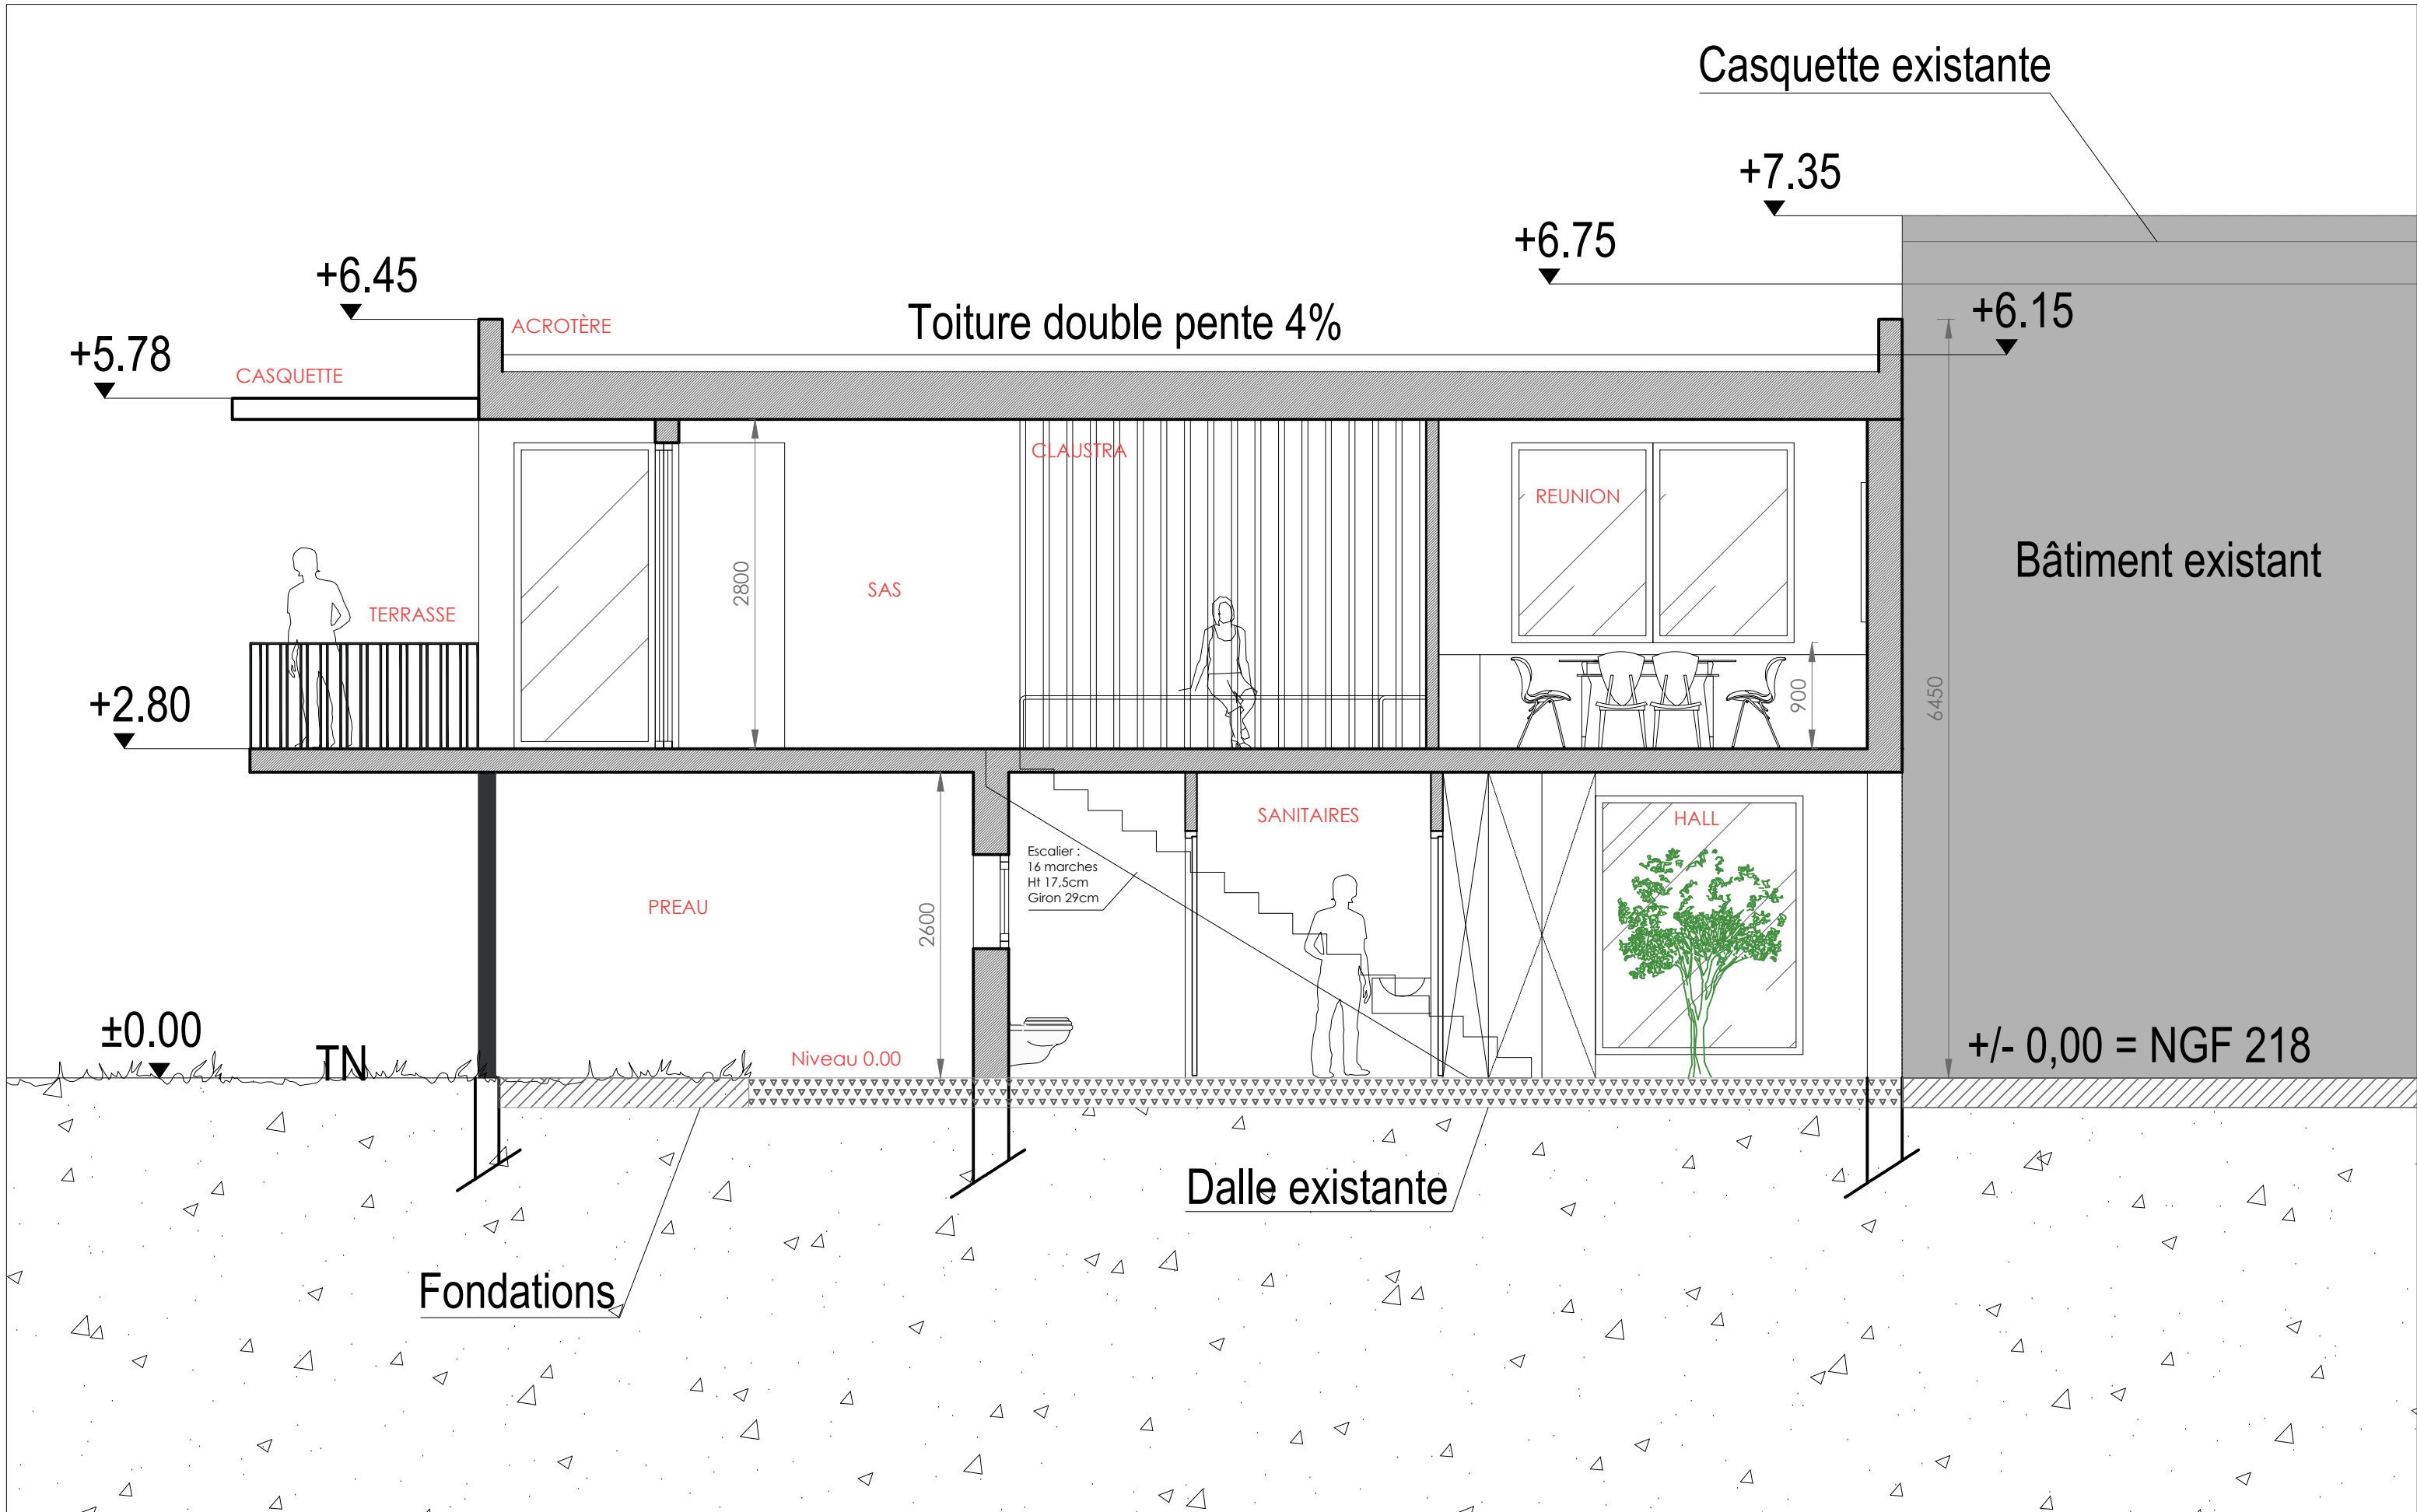 Casquette existante
+7.35
+6.75
+6.45
+6.15
ACROTÈRE
Toiture double pente 4%
+5.78
CASQUETTE
CLAUSTRA
REUNION
Bâtiment existant
2800
SAS
TERRASSE
+2.80
900
6450
SANITAIRES
HALL
Escalier :
16 marches
Ht 17,5cm
Giron 29cm
PREAU
2600
±0.00
TN
Niveau 0.00
+/- 0,00 = NGF 218
Dalle existante
Fondations